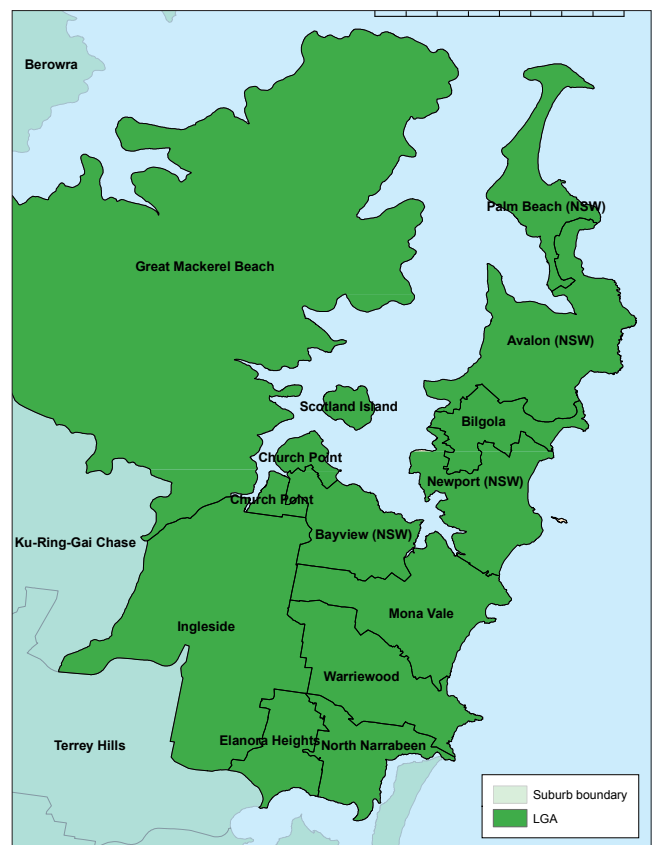 Berowra
Palm Beach (NSW)
Great Mackerel Beach
Avalon (NSW)
Scotland Island
Bilgola
Church Point
Newport (NSW)
Church Point
Bayview (NSW)
Ku-Ring-Gai Chase
Mona Vale
Ingleside
Warriewood
Terrey Hills
Elanora Heights
North Narrabeen
Suburb boundary
LGA